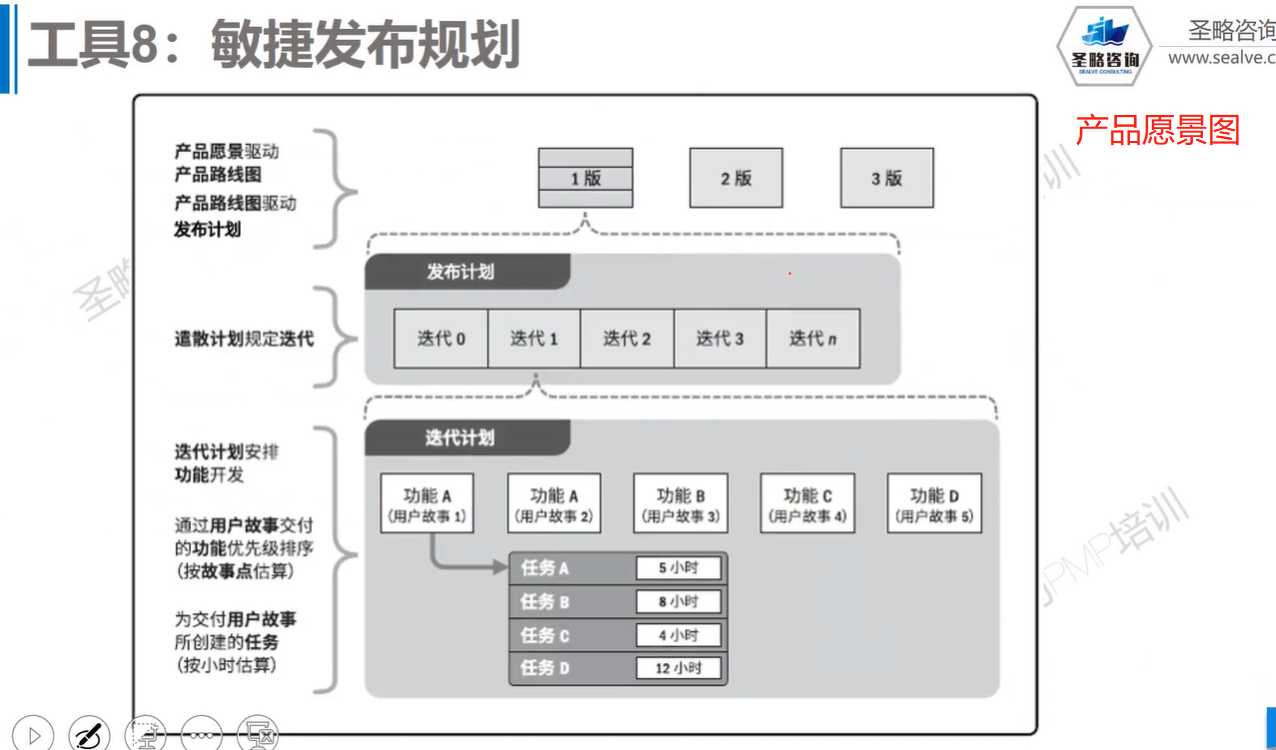 工具8：敏捷发布规划
圣略咨询
SEALVE CONSULTING
圣略咨询
www.sealve.c
产品愿景图
产品愿景驱动
产品路线图
产品路线图驱动
发布计划
1 版
2 版
3 版
发布计划
遣散计划规定迭代
迭代 0
迭代 1
迭代 2
迭代 3
迭代 n
迭代计划
迭代计划安排
功能开发
功能 A
(用户故事 1)
功能 A
(用户故事 2)
功能 B
(用户故事 3)
功能 C
(用户故事 4)
功能 D
(用户故事 5)
通过用户故事交付
的功能优先级排序
(按故事点估算)
任务 A
5 小时
任务 B
8 小时
任务 C
4 小时
任务 D
12 小时
为交付用户故事
所创建的任务
(按小时估算)
圣略
训
PMP培训